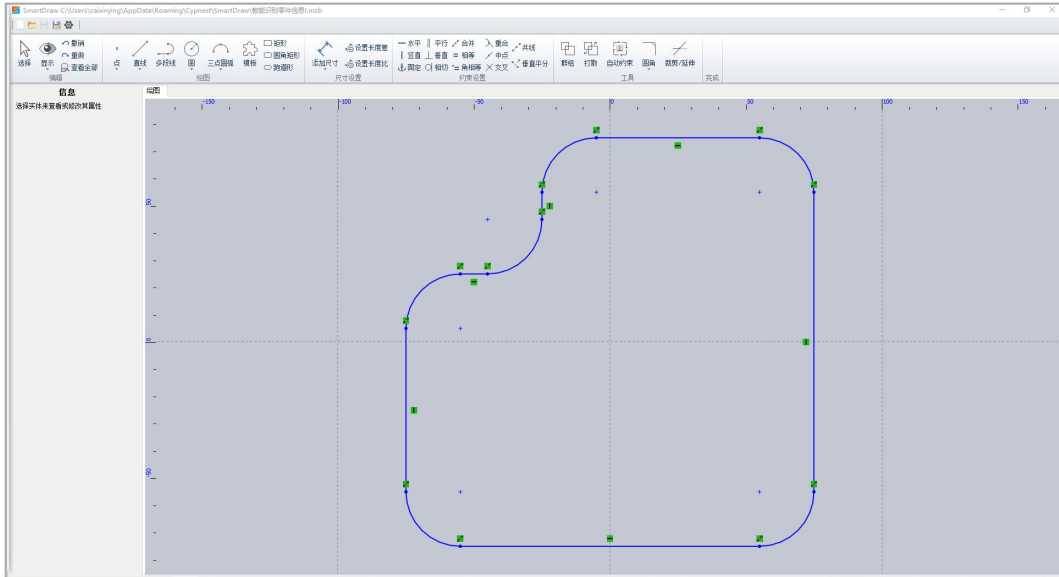 SmartDraw C:\Users\caixinying\AppData\Roaming\Cypnest\SmartDraw\智能识别零件信息!.mzb
撤销 矩形 水平 平行 合并 重合 共线
重做 圆角矩形 设置长度差 竖直 垂直 相等 中点 垂直平分
选择 显示 查看全部 点 直线 多段线 圆 三点圆弧 模板 跑道形 添加尺寸 设置长度比 固定 相切 角相等 交叉 群组 打散 自动约束 圆角 裁剪/延伸
编辑 绘图 尺寸设置 约束设置 工具 完成
信息 绘图
选择实体来查看或修改其属性
-150 -100 -50 0 50 100 150
50
0
-50